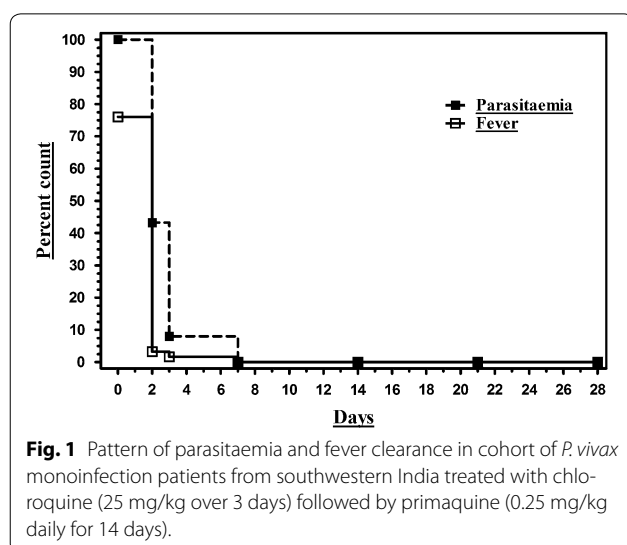 100
90
80
70
60
50
40
30
20
10
0
Percent count
Parasitaemia
Fever
0 2 4 6 8 10 12 14 16 18 20 22 24 26 28
Days
Fig. 1 Pattern of parasitaemia and fever clearance in cohort of P. vivax
monoinfection patients from southwestern India treated with chlo-
roquine (25 mg/kg over 3 days) followed by primaquine (0.25 mg/kg
daily for 14 days).